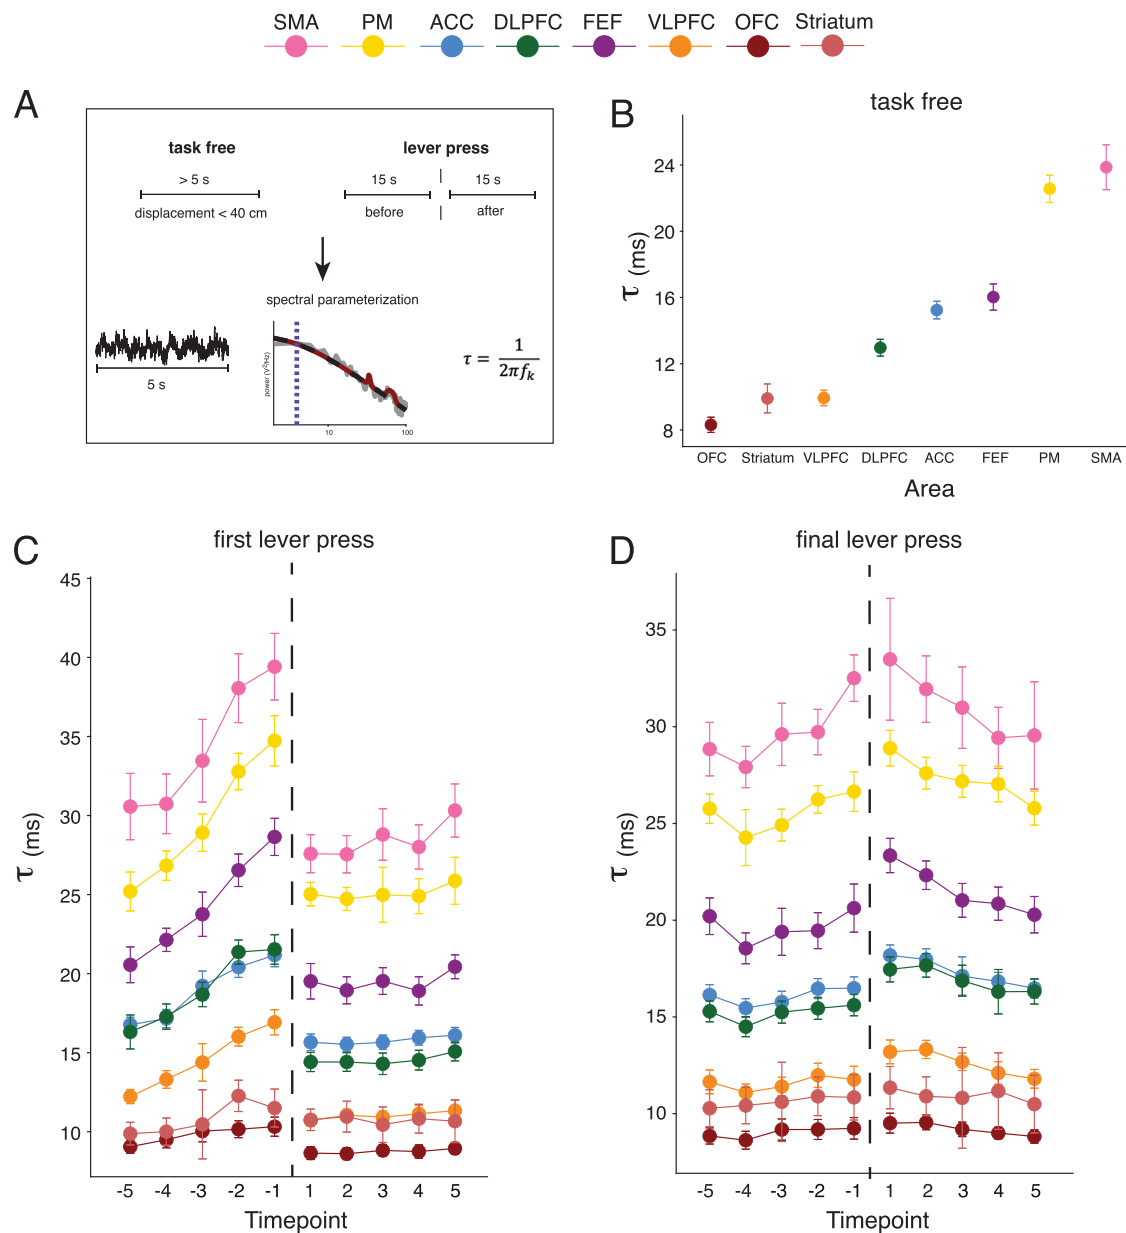 SMA PM ACC DLPFC FEF VLPFC OFC Striatum
A
task free lever press
> 5 s 15 s 15 s
displacement < 40 cm before after
spectral parameterization
power (V²/Hz)
5 s
10 100
τ = 1 / 2πf_k
B
task free
24
20
16
12
8
τ (ms)
OFC Striatum VLPFC DLPFC ACC FEF PM SMA
Area
C
first lever press
45
40
35
30
25
20
15
10
τ (ms)
-5 -4 -3 -2 -1 1 2 3 4 5
Timepoint
D
final lever press
35
30
25
20
15
10
τ (ms)
-5 -4 -3 -2 -1 1 2 3 4 5
Timepoint